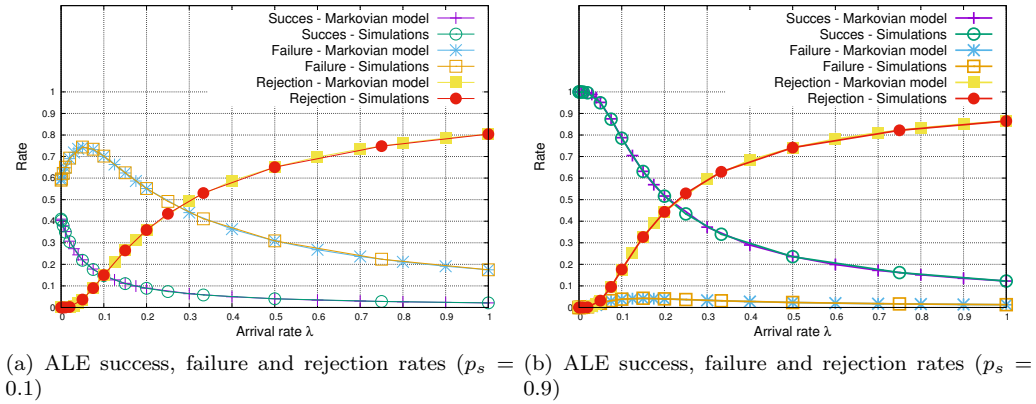 Succes - Markovian model
Succes - Simulations
Failure - Markovian model
Failure - Simulations
Rejection - Markovian model
Rejection - Simulations
1
0.9
0.8
0.7
0.6
0.5
0.4
0.3
0.2
0.1
0
Rate
0 0.1 0.2 0.3 0.4 0.5 0.6 0.7 0.8 0.9 1
Arrival rate λ
(a) ALE success, failure and rejection rates (pₛ =
0.1)
Succes - Markovian model
Succes - Simulations
Failure - Markovian model
Failure - Simulations
Rejection - Markovian model
Rejection - Simulations
1
0.9
0.8
0.7
0.6
0.5
0.4
0.3
0.2
0.1
0
Rate
0 0.1 0.2 0.3 0.4 0.5 0.6 0.7 0.8 0.9 1
Arrival rate λ
(b) ALE success, failure and rejection rates (pₛ =
0.9)